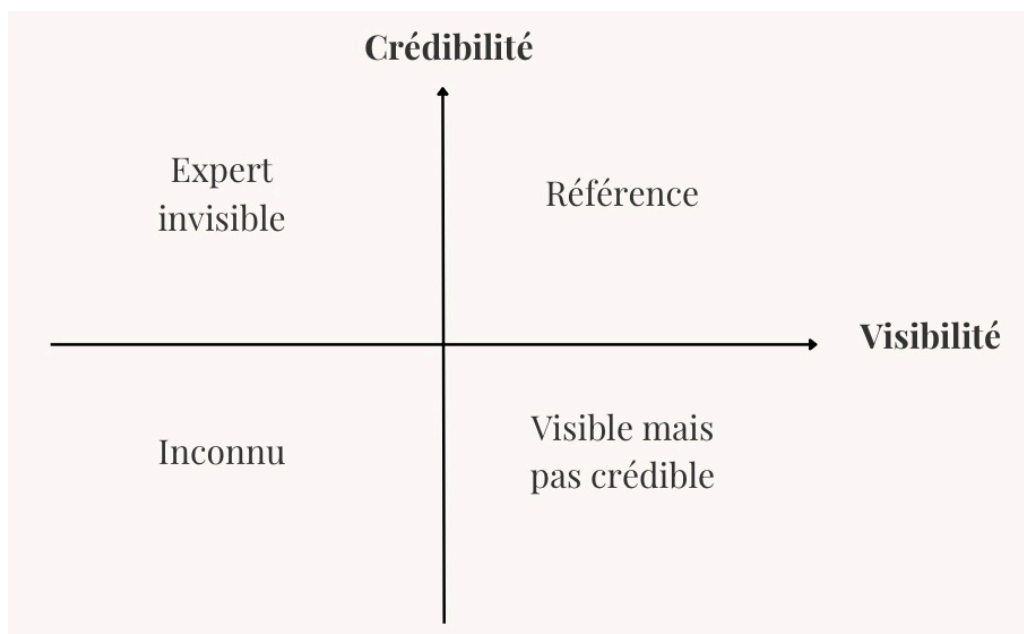 Crédibilité
Expert
invisible
Référence
Visibilité
Inconnu
Visible mais
pas crédible